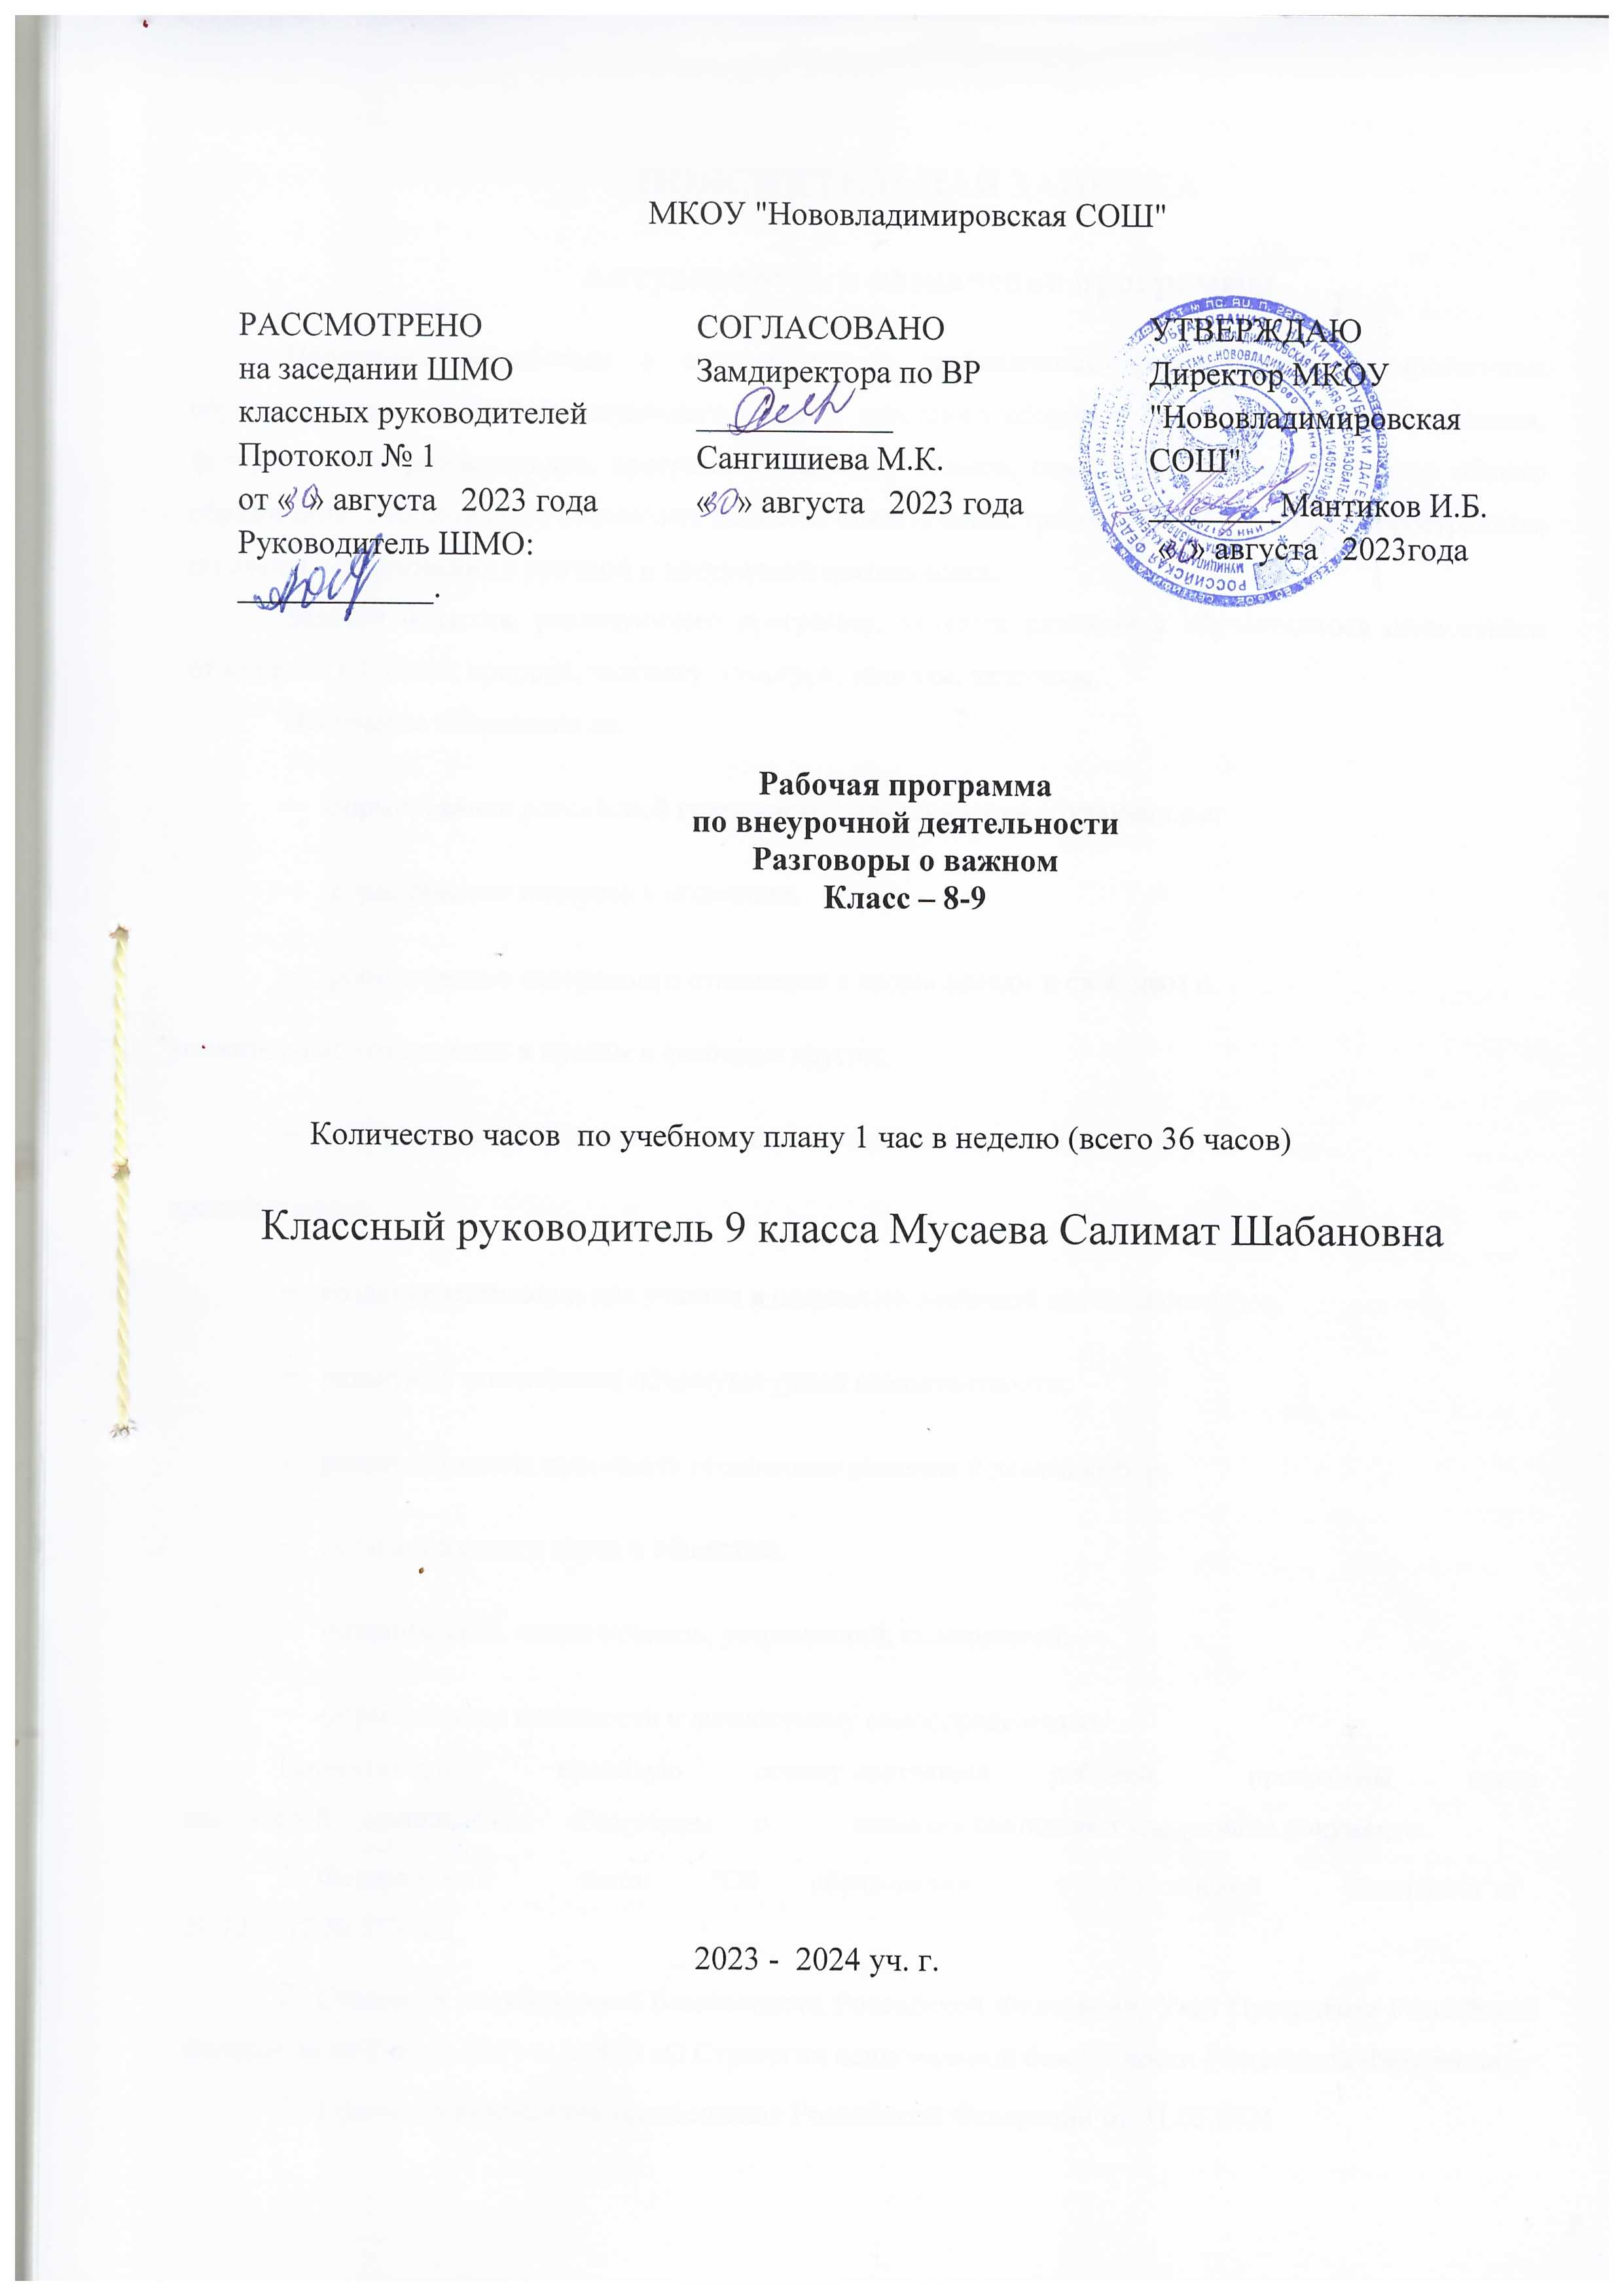 МКОУ "Нововладимировская СОШ"
РАССМОТРЕНО
на заседании ШМО
классных руководителей
Протокол № 1
от «30» августа 2023 года
Руководитель ШМО:
______________.
СОГЛАСОВАНО
Замдиректора по ВР
______________
Сангишиева М.К.
«30» августа 2023 года
УТВЕРЖДАЮ
Директор МКОУ
"Нововладимировская
СОШ"
_________Мантиков И.Б.
«30» августа 2023года
Рабочая программа
по внеурочной деятельности
Разговоры о важном
Класс – 8-9
Количество часов по учебному плану 1 час в неделю (всего 36 часов)
Классный руководитель 9 класса Мусаева Салимат Шабановна
2023 - 2024 уч. г.